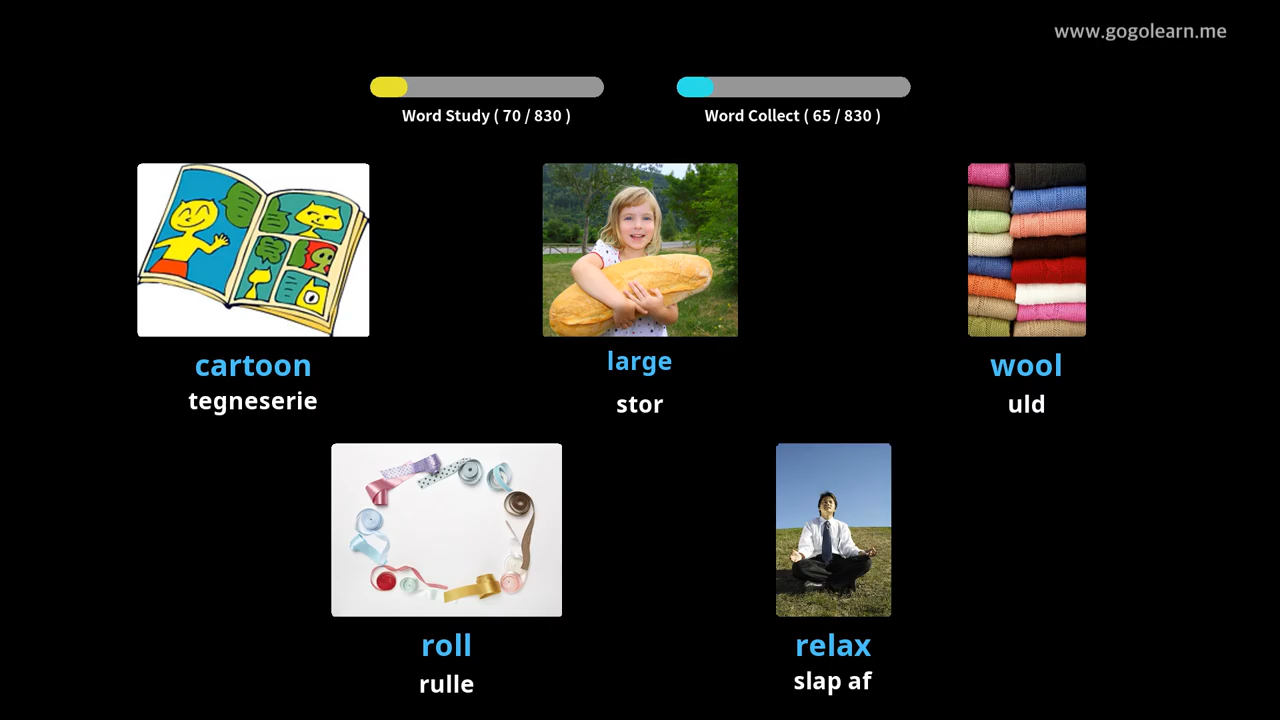 www.gogolearn.me
Word Study ( 70 / 830 )
Word Collect ( 65 / 830 )
cartoon
tegneserie
large
stor
wool
uld
roll
rulle
relax
slap af